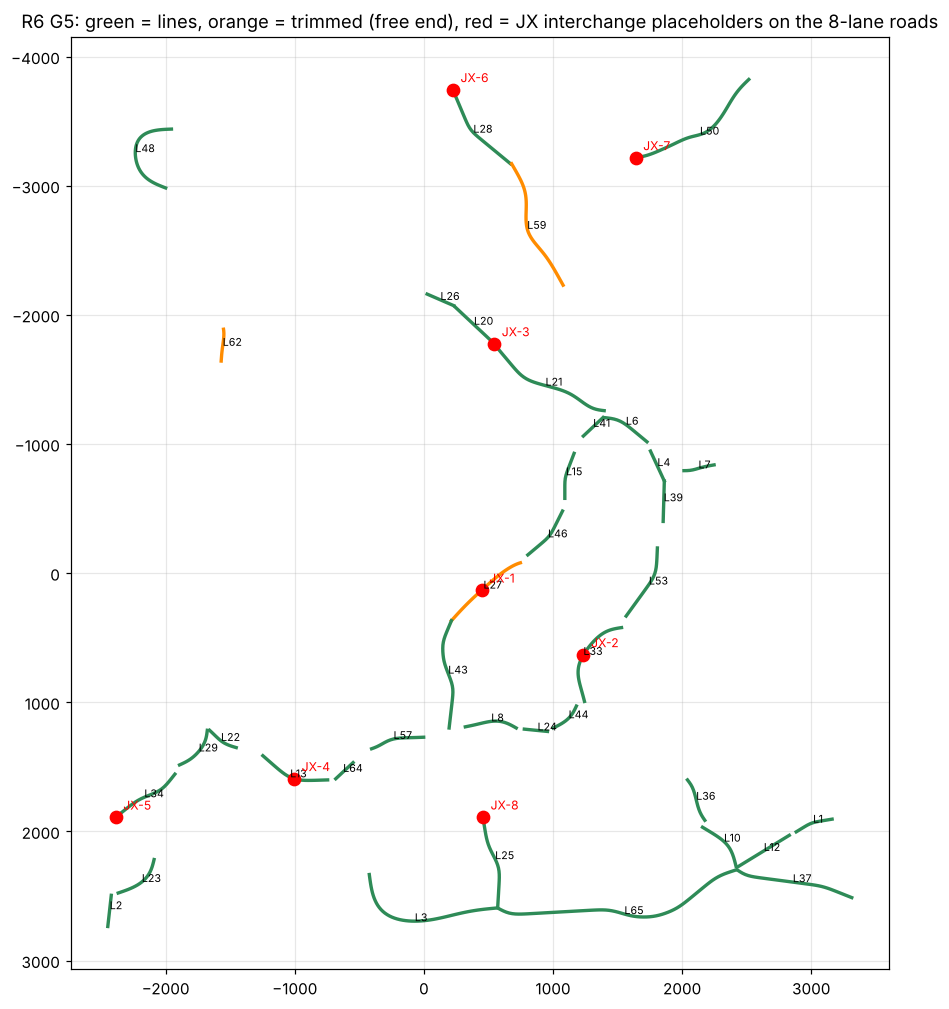 R6 G5: green = lines, orange = trimmed (free end), red = JX interchange placeholders on the 8-lane roads
−4000
JX-6
L28
L50
JX-7
L48
−3000
L59
L26
−2000
L20
JX-3
L62
L21
L41
L6
−1000
L4
L7
L15
L39
L46
0
JX-1
L27
L53
JX-2
L33
L43
1000
L44
L8
L24
L57
L22
L29
L64
JX-4
L13
L34
L36
JX-5
JX-8
L1
2000
L10
L12
L25
L23
L37
L2
L65
L3
3000
−2000
−1000
0
1000
2000
3000